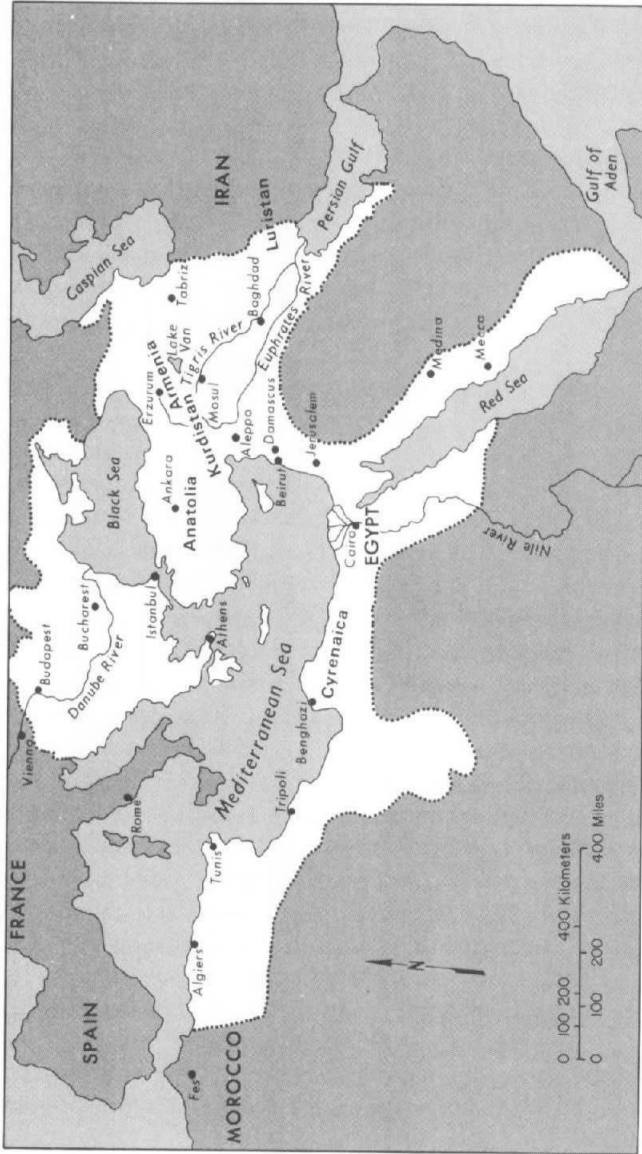 FRANCE
SPAIN
MOROCCO
Fes
Algiers
Tunis
Rome
Vienna
Budapest
Danube River
Bucharest
Istanbul
Athens
Mediterranean Sea
Tripoli
Benghazi
Cyrenaica
Black Sea
Ankara
Anatolia
Erzurum
Armenia
Lake
Van
Kurdistan
Tigris River
Mosul
Aleppo
Damascus
Beirut
Jerusalem
Cairo
EGYPT
Nile River
Caspian Sea
Tabriz
IRAN
Luristan
Baghdad
Euphrates River
Persian Gulf
Medina
Mecca
Red Sea
Gulf of
Aden
N
0 100 200 400 Kilometers
0 100 200 400 Miles